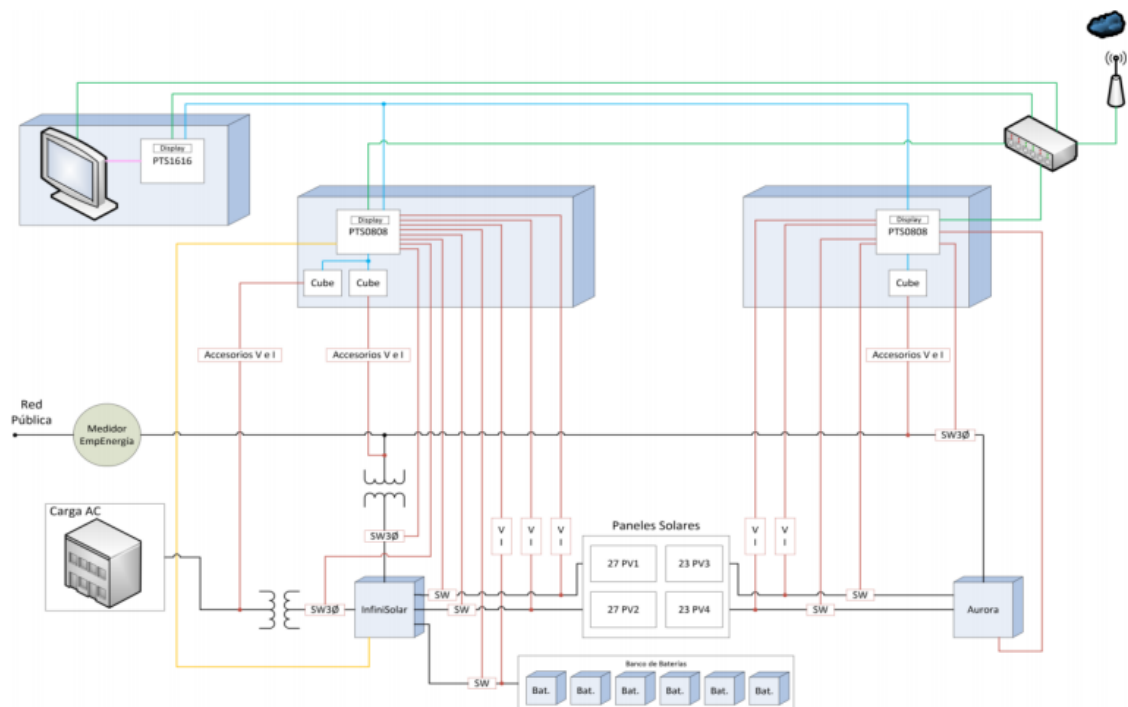 Display
PTS1616
Display
PTS0808
Display
PTS0808
Cube
Cube
Cube
Accesorios V e I
Accesorios V e I
Accesorios V e I
Red
Pública
Medidor
EmpEnergía
SW3Ø
Carga AC
SW3Ø
V
I
V
I
V
I
Paneles Solares
V
I
V
I
27 PV1
23 PV3
27 PV2
23 PV4
SW3Ø
InfiniSolar
SW
SW
SW
SW
Aurora
Banco de Baterías
SW
Bat.
Bat.
Bat.
Bat.
Bat.
Bat.